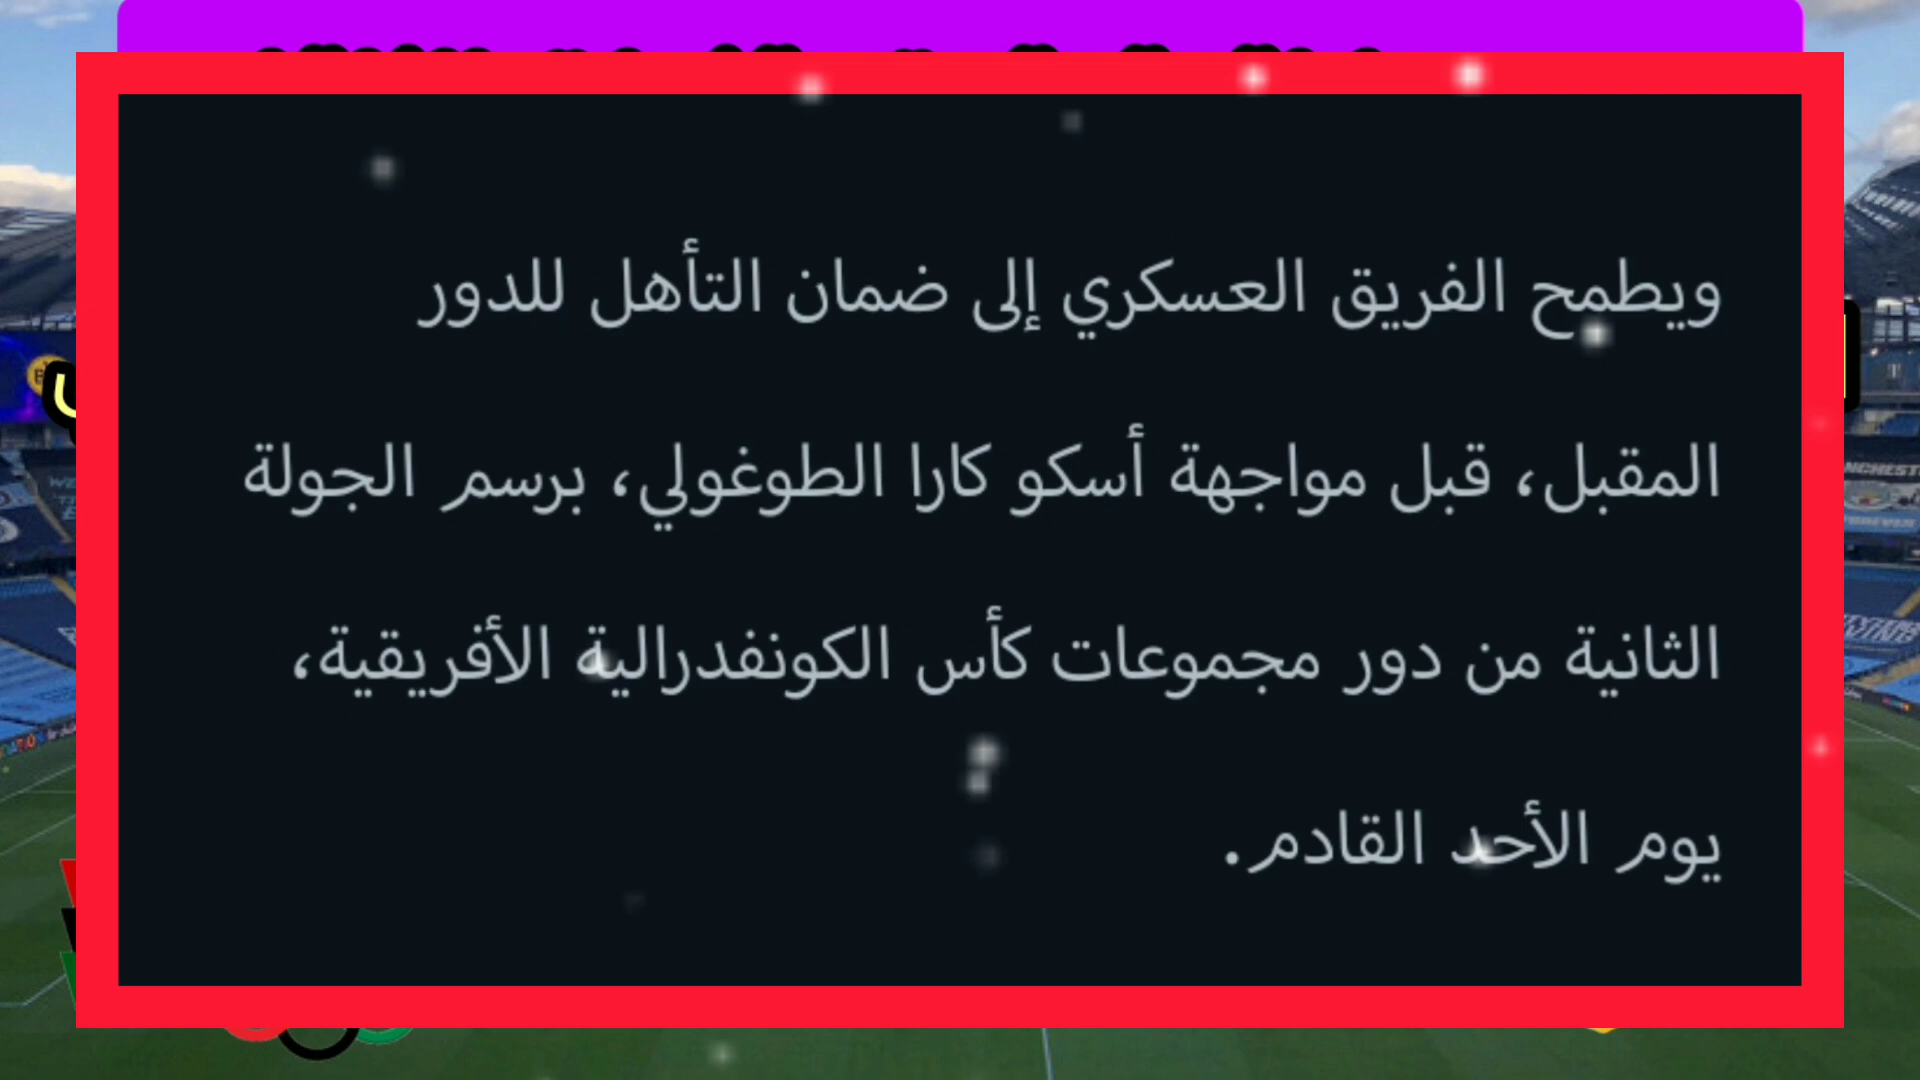 ويطمح الفريق العسكري إلى ضمان التأهل للدور
المقبل، قبل مواجهة أسكو كارا الطوغولي، برسم الجولة
الثانية من دور مجموعات كأس الكونفدرالية الأفريقية،
يوم الأحد القادم.